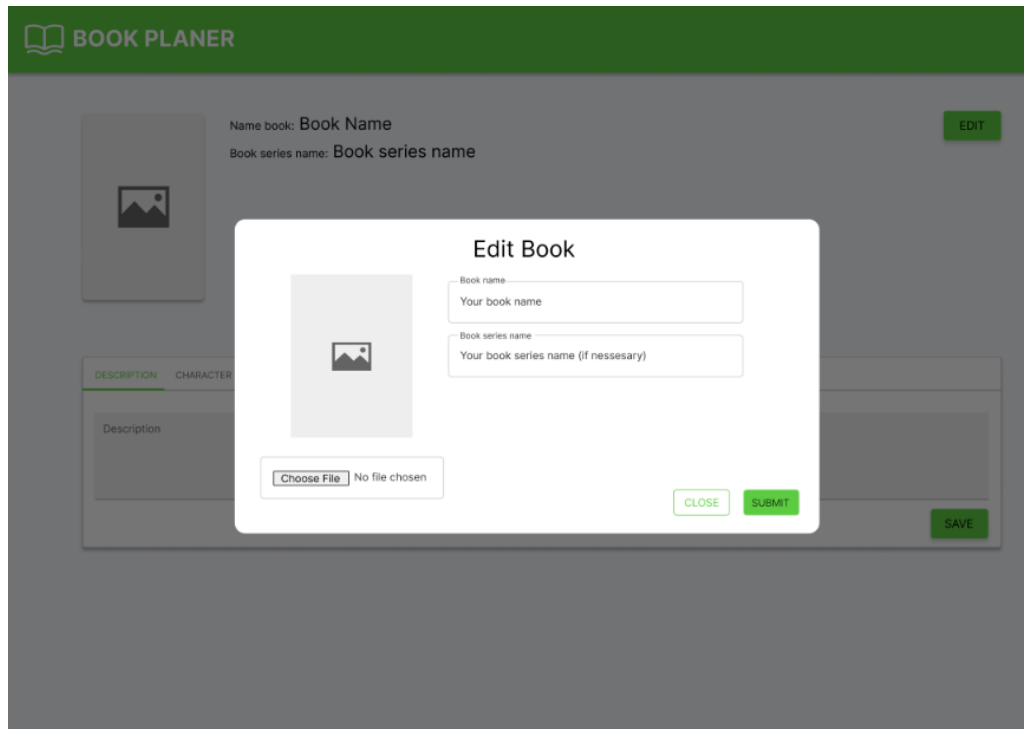 BOOK PLANER
Name book: Book Name
EDIT
Book series name: Book series name
Edit Book
Book name
Your book name
Book series name
Your book series name (if nessesary)
DESCRIPTION CHARACTER
Description
Choose File No file chosen
CLOSE SUBMIT
SAVE